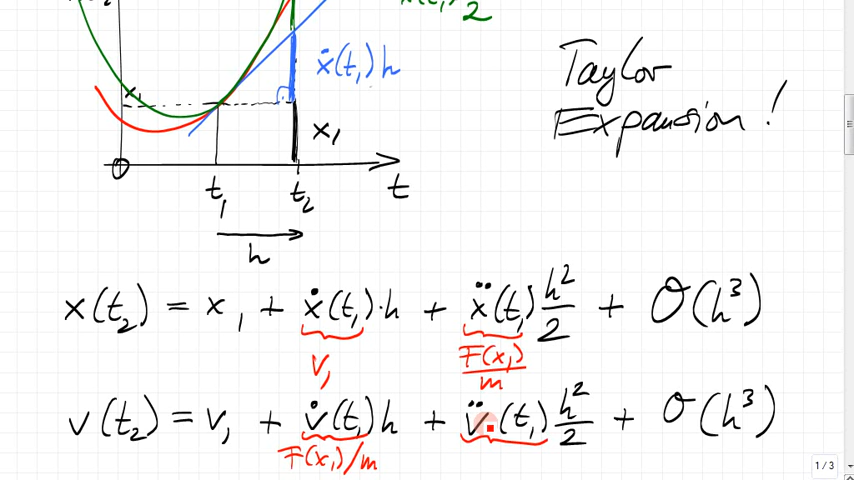 ẋ(t₁)h
Taylor
Expansion!
x₁
x₁
0
t₁ t₂ t
h
x(t₂) = x₁ + ẋ(t₁)·h + ẍ(t₁) h²/2 + O(h³)
v₁ F(x₁)/m
v(t₂) = v₁ + v̇(t₁)h + v̈(t₁) h²/2 + O(h³)
F(x₁)/m
1/3